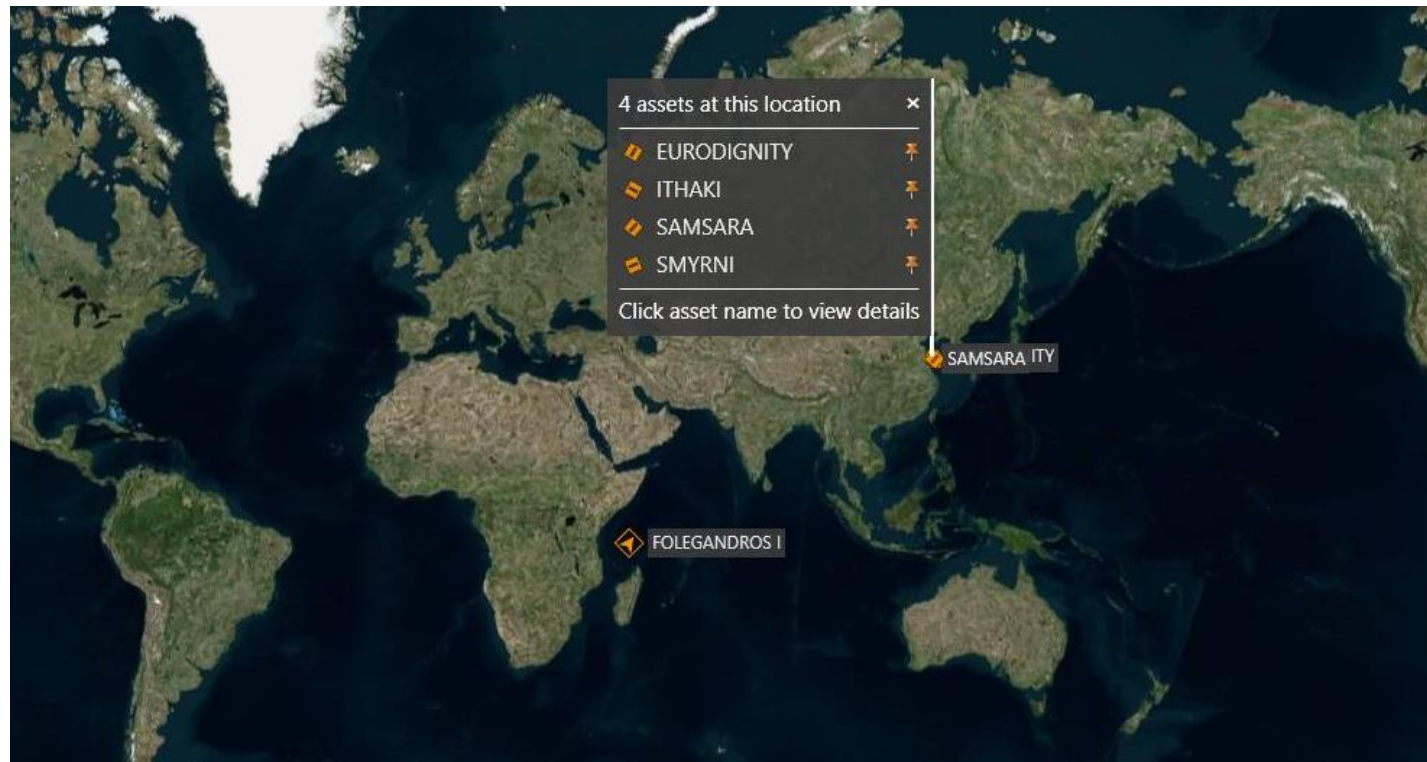 4 assets at this location ×
EURODIGNITY
ITHAKI
SAMSARA
SMYRNI
Click asset name to view details
SAMSARA ITY
FOLEGANDROS I